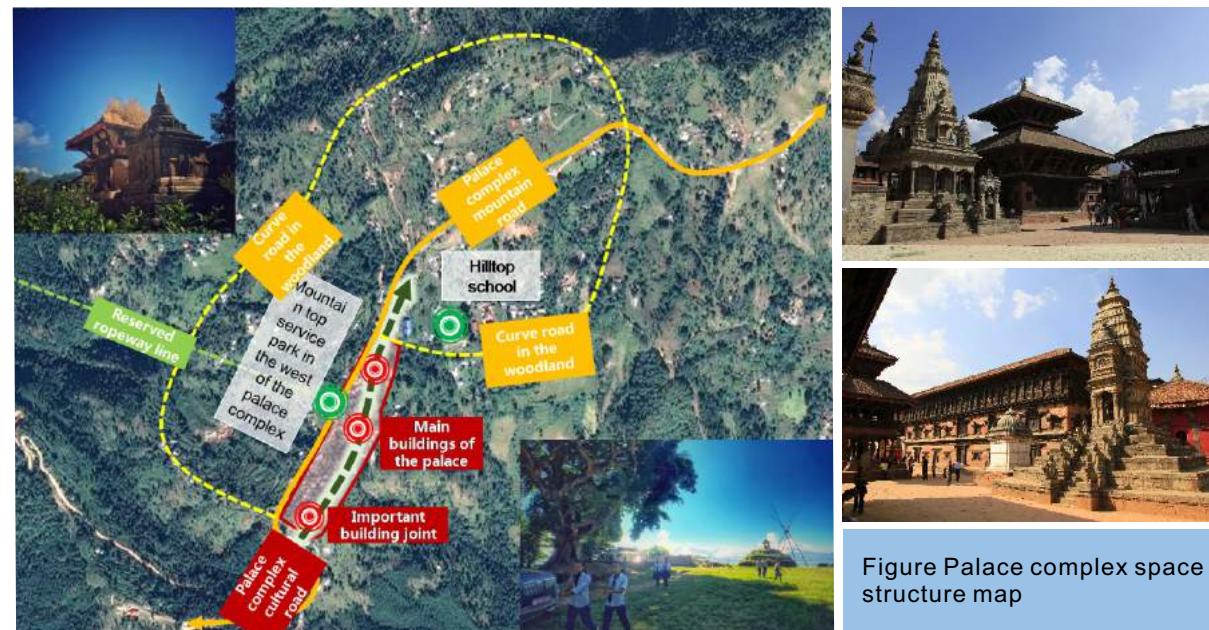 Palace
complex
mountain
road
Curve
road in
the
woodland
Hilltop
school
Mountai
n top
service
park in
the west
of the
palace
complex
Reserved
ropeway line
Curve road
in the
woodland
Main
buildings of
the palace
Important
building joint
Palace
complex
cultural
road
Figure Palace complex space
structure map